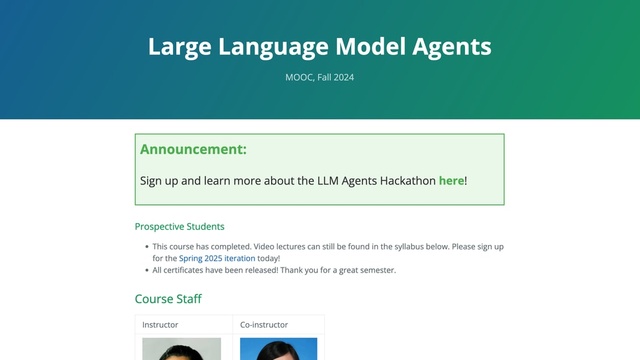 Large Language Model Agents
MOOC, Fall 2024
Announcement:
Sign up and learn more about the LLM Agents Hackathon here!
Prospective Students
• This course has completed. Video lectures can still be found in the syllabus below. Please sign up
for the Spring 2025 iteration today!
• All certificates have been released! Thank you for a great semester.
Course Staff
Instructor Co-instructor